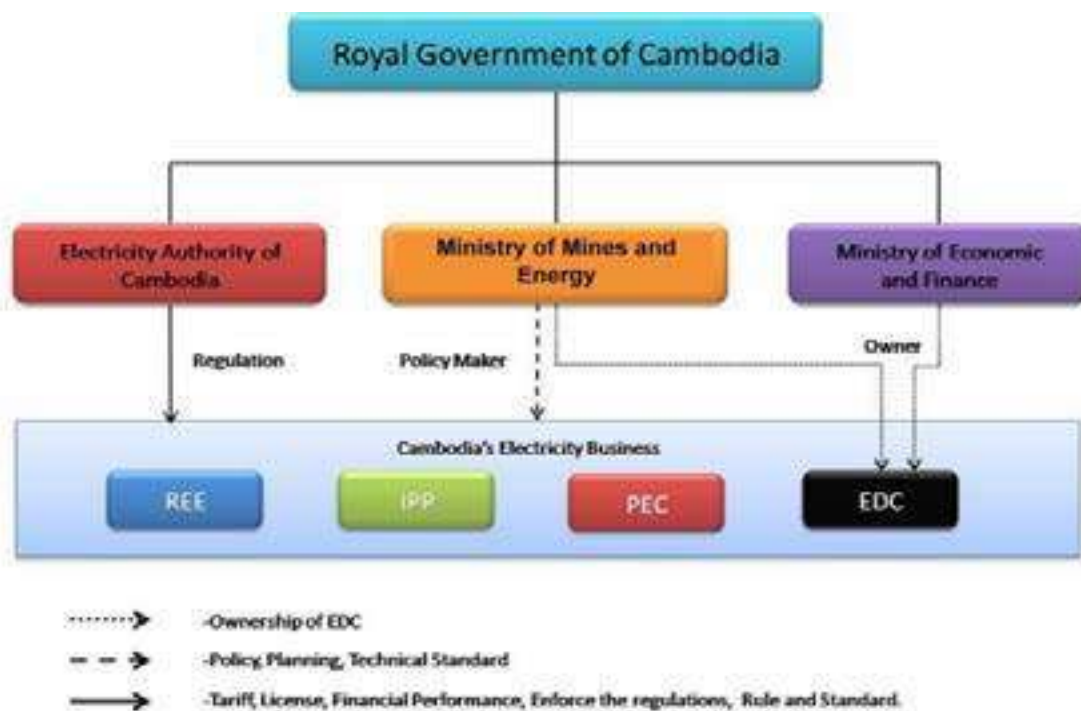 Royal Government of Cambodia
Electricity Authority of
Cambodia
Ministry of Mines and
Energy
Ministry of Economic
and Finance
Regulation
Policy Maker
Owner
Cambodia's Electricity Business
REE
IPP
PEC
EDC
-Ownership of EDC
-Policy, Planning, Technical Standard
-Tariff, License, Financial Performance, Enforce the regulations, Rule and Standard.